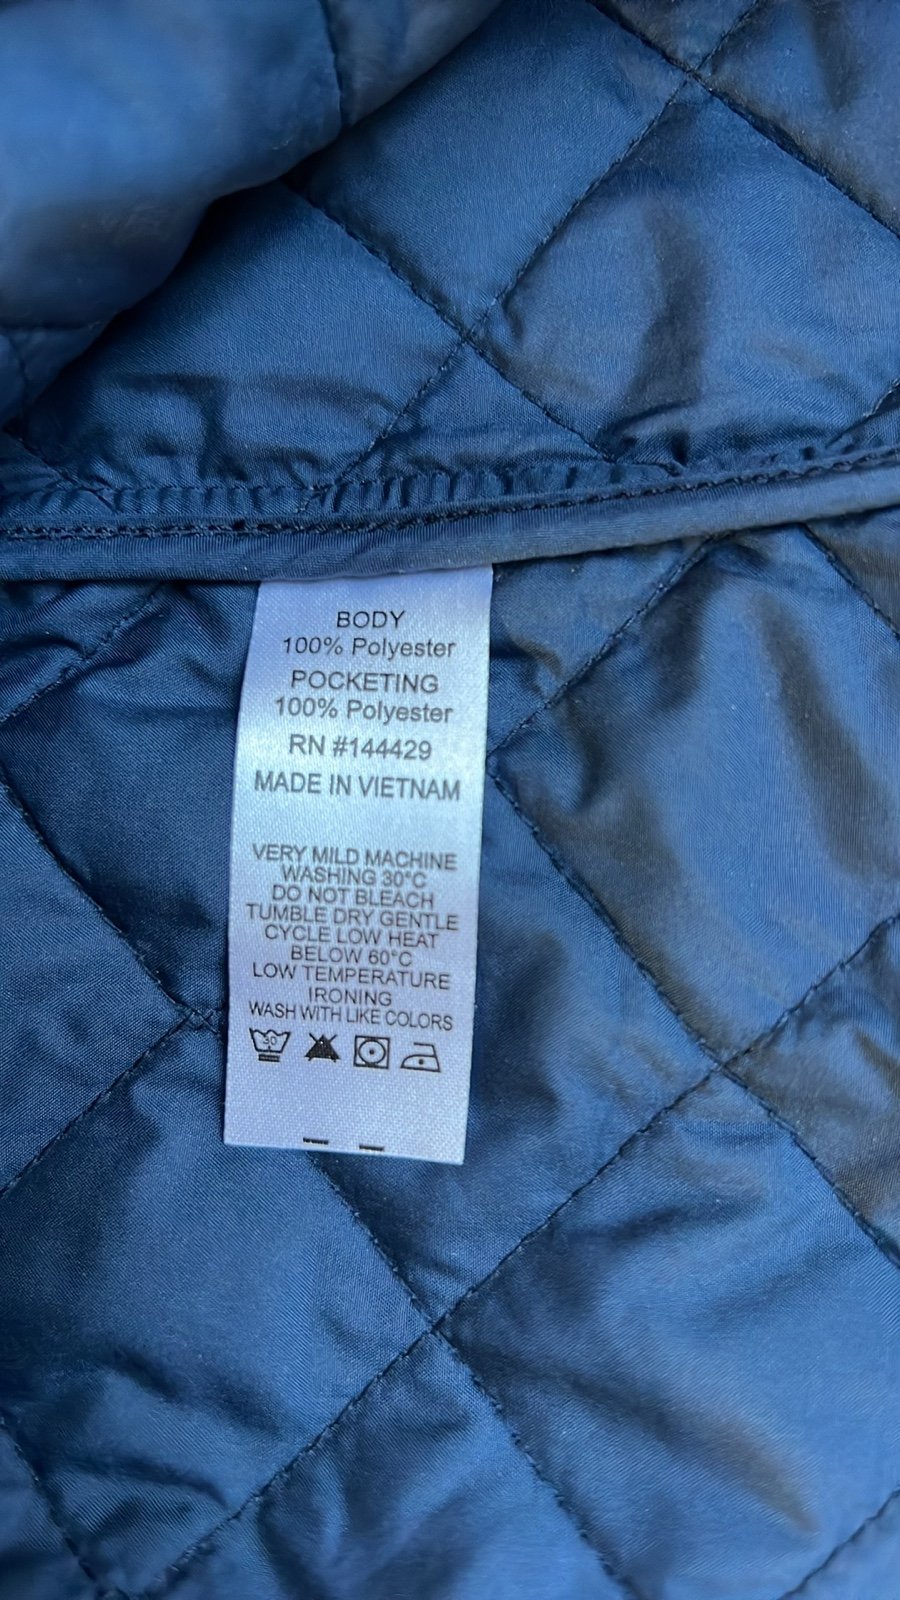 BODY
100% Polyester
POCKETING
100% Polyester
RN #144429
MADE IN VIETNAM
VERY MILD MACHINE
WASHING 30°C
DO NOT BLEACH
TUMBLE DRY GENTLE
CYCLE LOW HEAT
BELOW 60°C
LOW TEMPERATURE
IRONING
WASH WITH LIKE COLORS
30